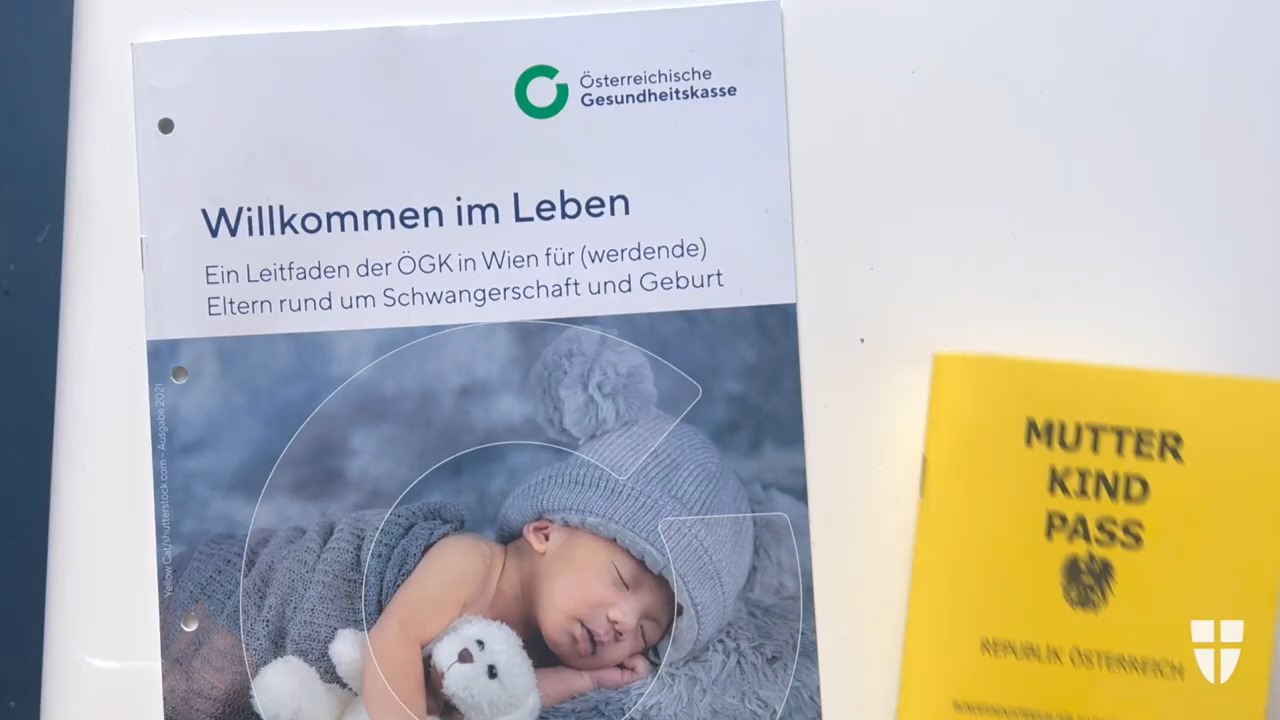 Österreichische
Gesundheitskasse
Willkommen im Leben
Ein Leitfaden der ÖGK in Wien für (werdende)
Eltern rund um Schwangerschaft und Geburt
Yellow Cat/shutterstock.com – Ausgabe 2021
MUTTER
KIND
PASS
REPUBLIK ÖSTERREICH